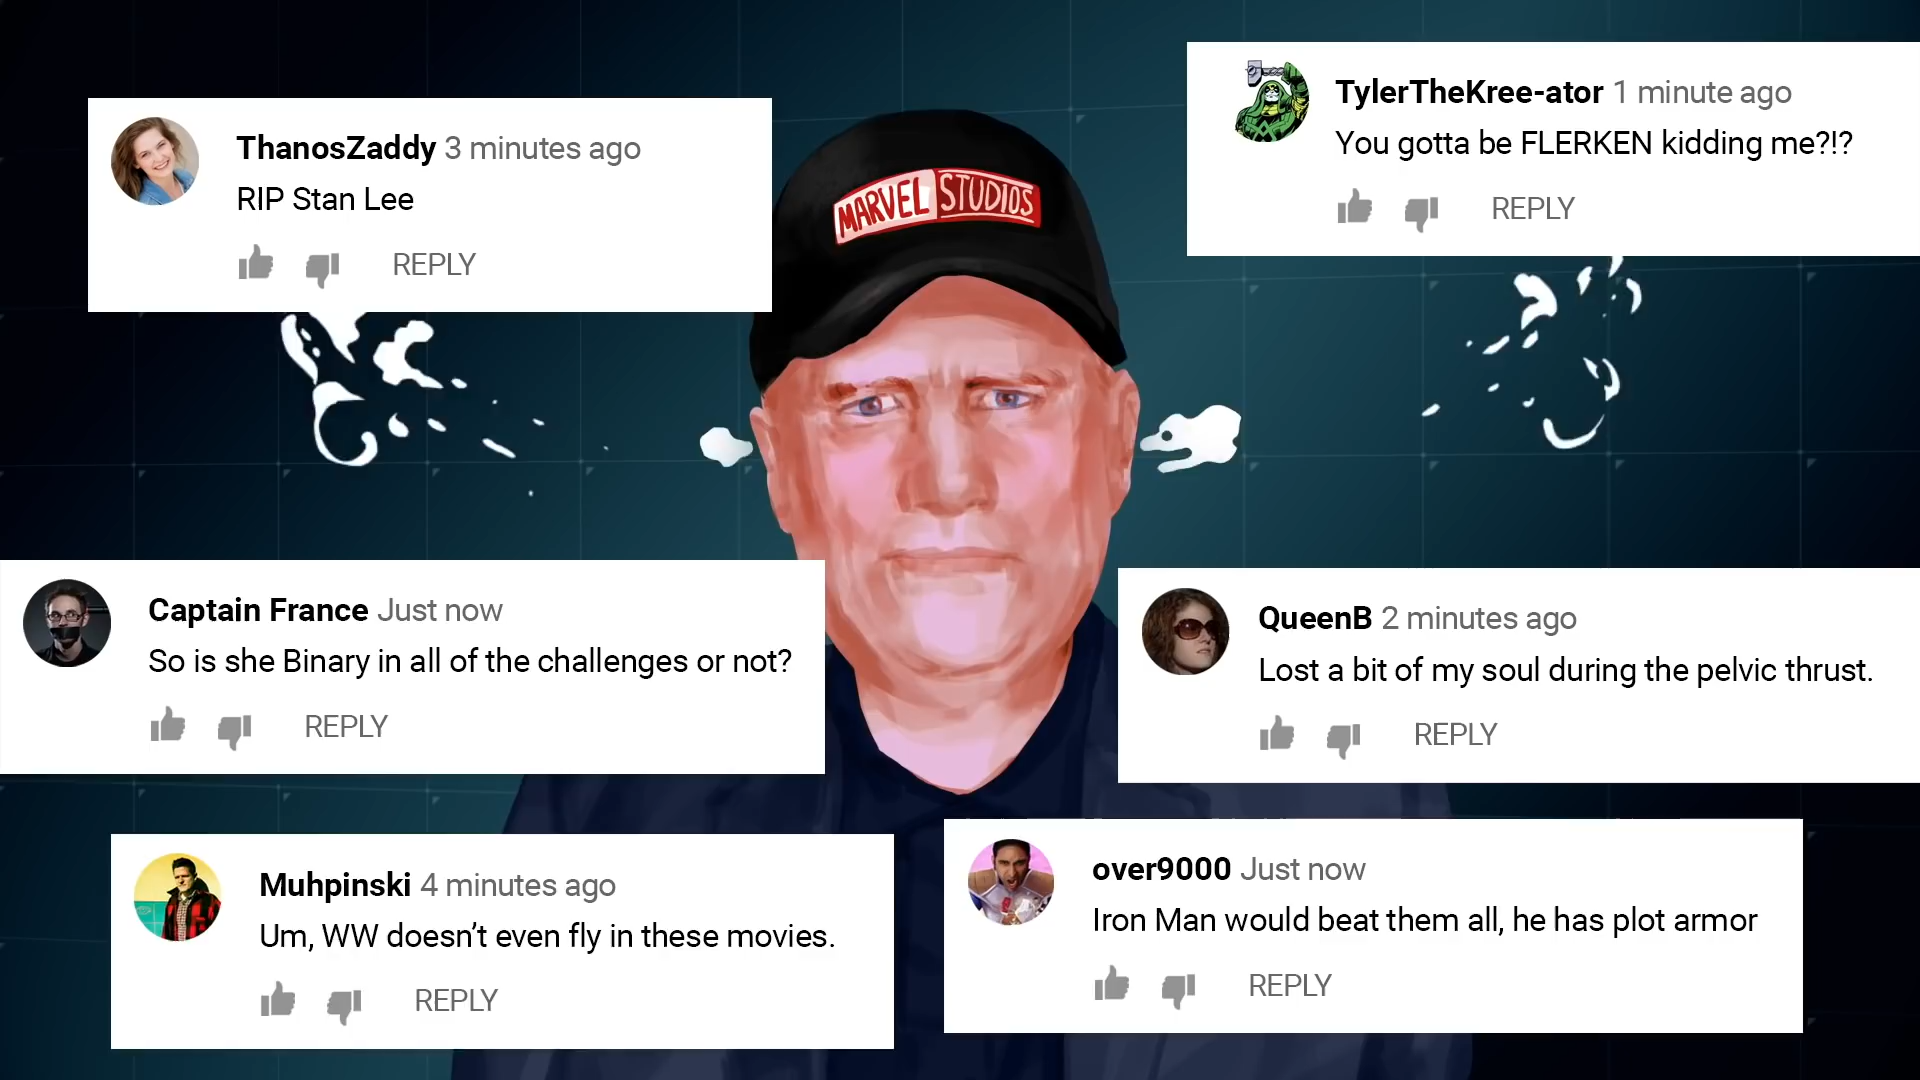 ThanosZaddy 3 minutes ago
RIP Stan Lee
REPLY
TylerTheKree-ator 1 minute ago
You gotta be FLERKEN kidding me?!?
REPLY
MARVEL STUDIOS
Captain France Just now
So is she Binary in all of the challenges or not?
REPLY
QueenB 2 minutes ago
Lost a bit of my soul during the pelvic thrust.
REPLY
Muhpinski 4 minutes ago
Um, WW doesn’t even fly in these movies.
REPLY
over9000 Just now
Iron Man would beat them all, he has plot armor
REPLY